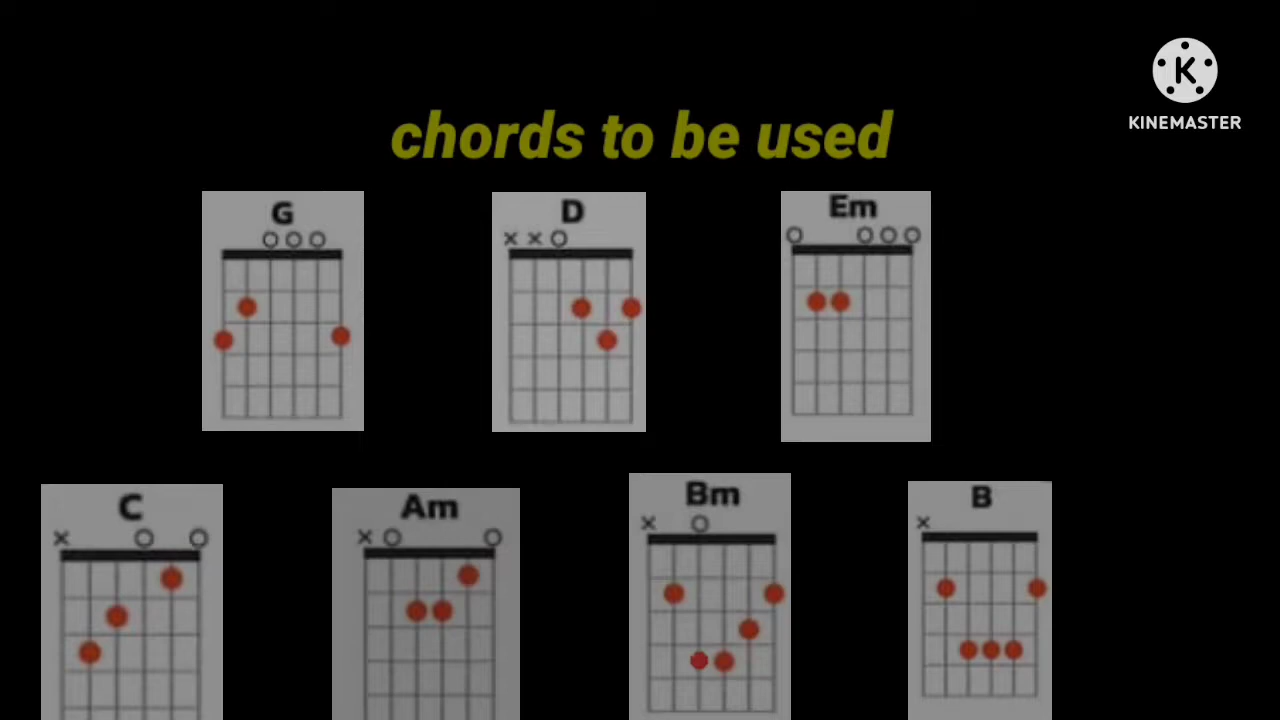 K
KINEMASTER
chords to be used
G
D
Em
× × O
C
Am
Bm
B